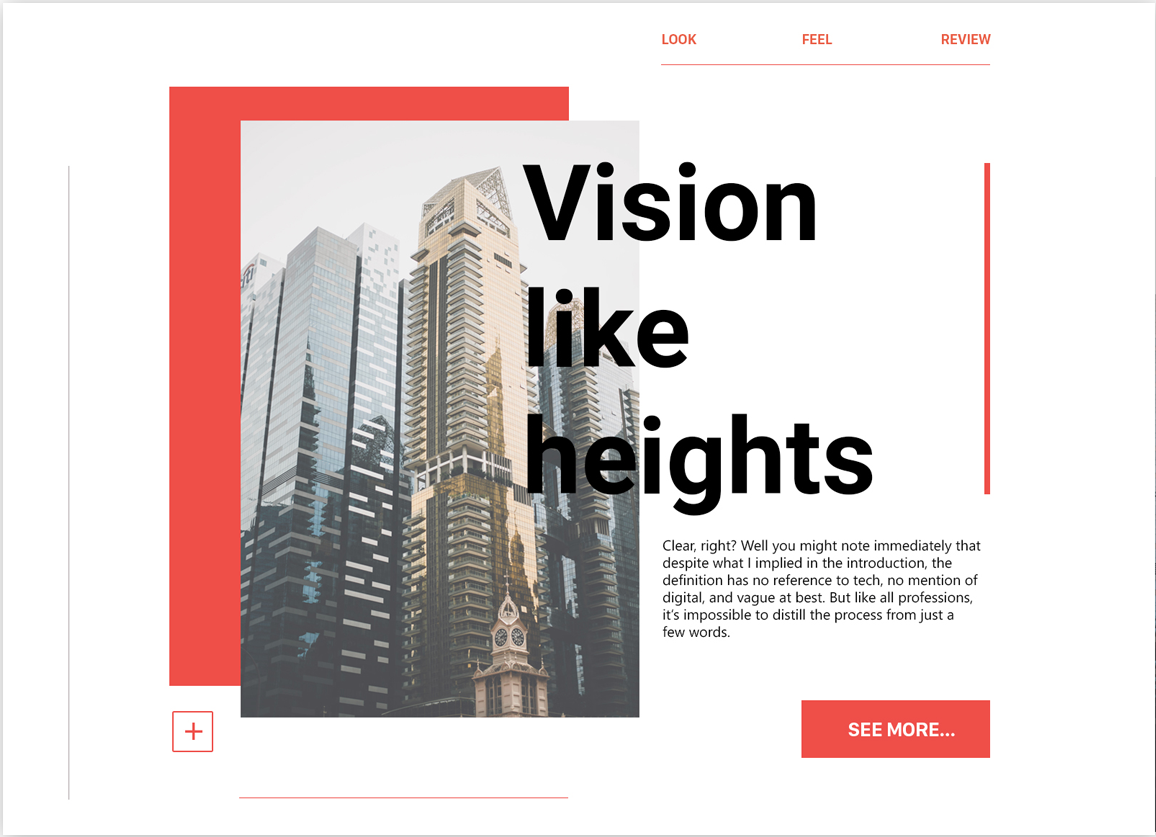 LOOK FEEL REVIEW
Vision
like
heights
Clear, right? Well you might note immediately that
despite what I implied in the introduction, the
definition has no reference to tech, no mention of
digital, and vague at best. But like all professions,
it’s impossible to distill the process from just a
few words.
SEE MORE...